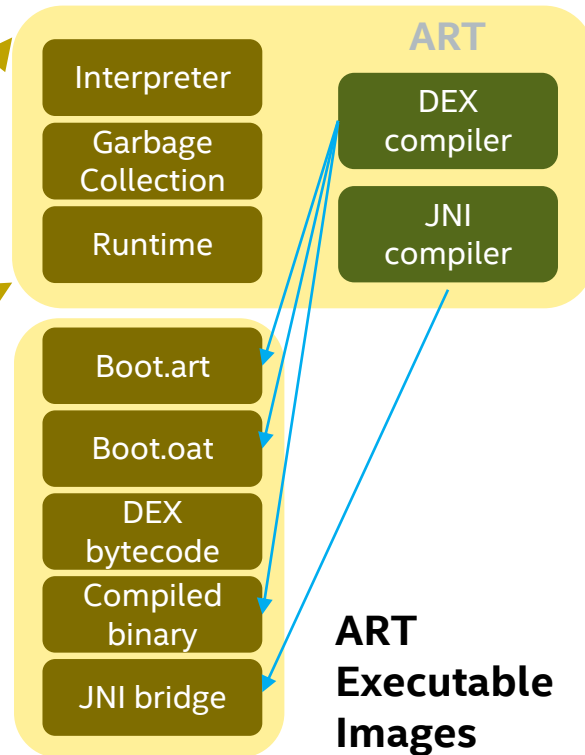 ART
Interpreter
Garbage
Collection
Runtime
DEX
compiler
JNI
compiler
Boot.art
Boot.oat
DEX
bytecode
Compiled
binary
JNI bridge
ART
Executable
Images